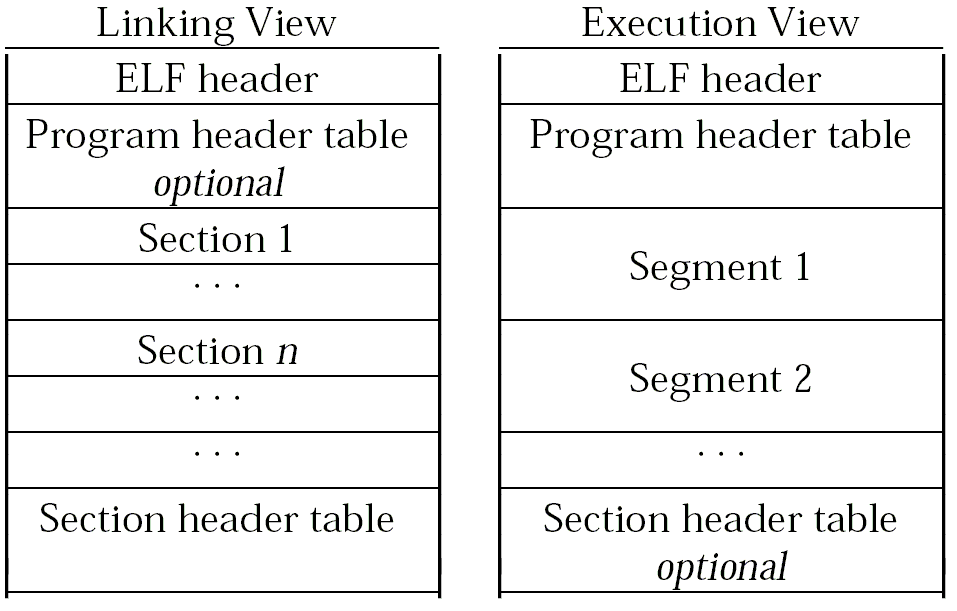 Linking View
ELF header
Program header table
optional
Section 1
. . .
Section n
. . .
. . .
Section header table
Execution View
ELF header
Program header table
Segment 1
Segment 2
. . .
Section header table
optional